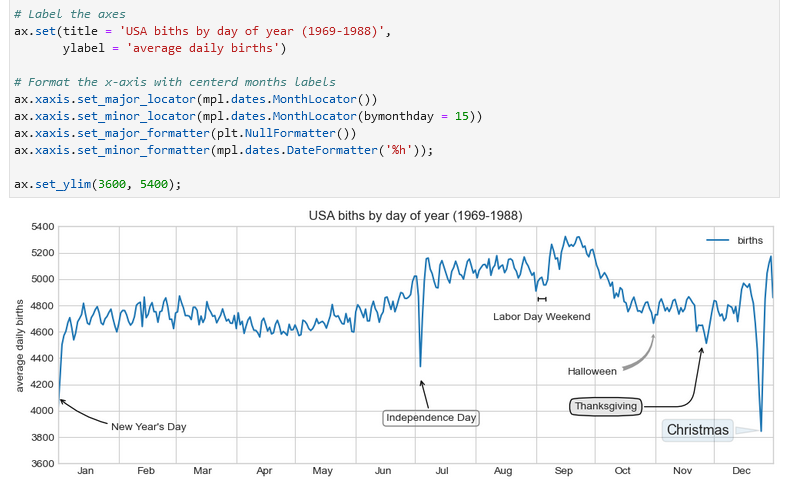 # Label the axes
ax.set(title = 'USA biths by day of year (1969-1988)',
       ylabel = 'average daily births')

# Format the x-axis with centerd months labels
ax.xaxis.set_major_locator(mpl.dates.MonthLocator())
ax.xaxis.set_minor_locator(mpl.dates.MonthLocator(bymonthday = 15))
ax.xaxis.set_major_formatter(plt.NullFormatter())
ax.xaxis.set_minor_formatter(mpl.dates.DateFormatter('%h'));

ax.set_ylim(3600, 5400);
USA biths by day of year (1969-1988)
births
average daily births
5400
5200
5000
4800
4600
4400
4200
4000
3800
3600
Labor Day Weekend
Halloween
Thanksgiving
Independence Day
New Year's Day
Christmas
Jan Feb Mar Apr May Jun Jul Aug Sep Oct Nov Dec